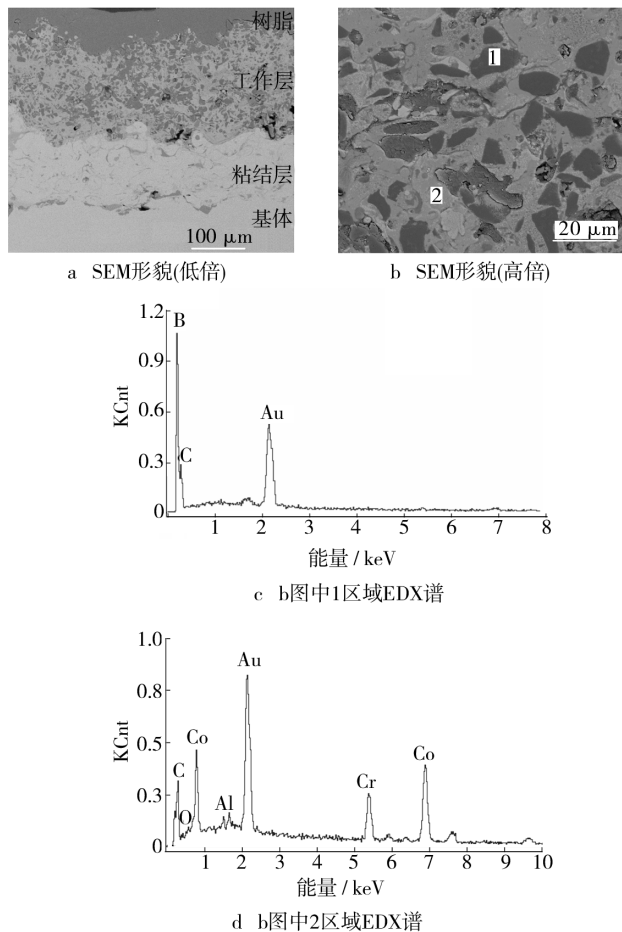 树脂
工作层
粘结层
基体
100 μm
1
2
20 μm
a SEM形貌(低倍)
b SEM形貌(高倍)
1.2
0.9
0.6
0.3
0
KCnt
B
C
Au
1 2 3 4 5 6 7 8
能量 / keV
c b图中1区域EDX谱
1.0
0.8
0.5
0.3
0
KCnt
C
O
Co
Al
Au
Cr
Co
1 2 3 4 5 6 7 8 9 10
能量 / keV
d b图中2区域EDX谱